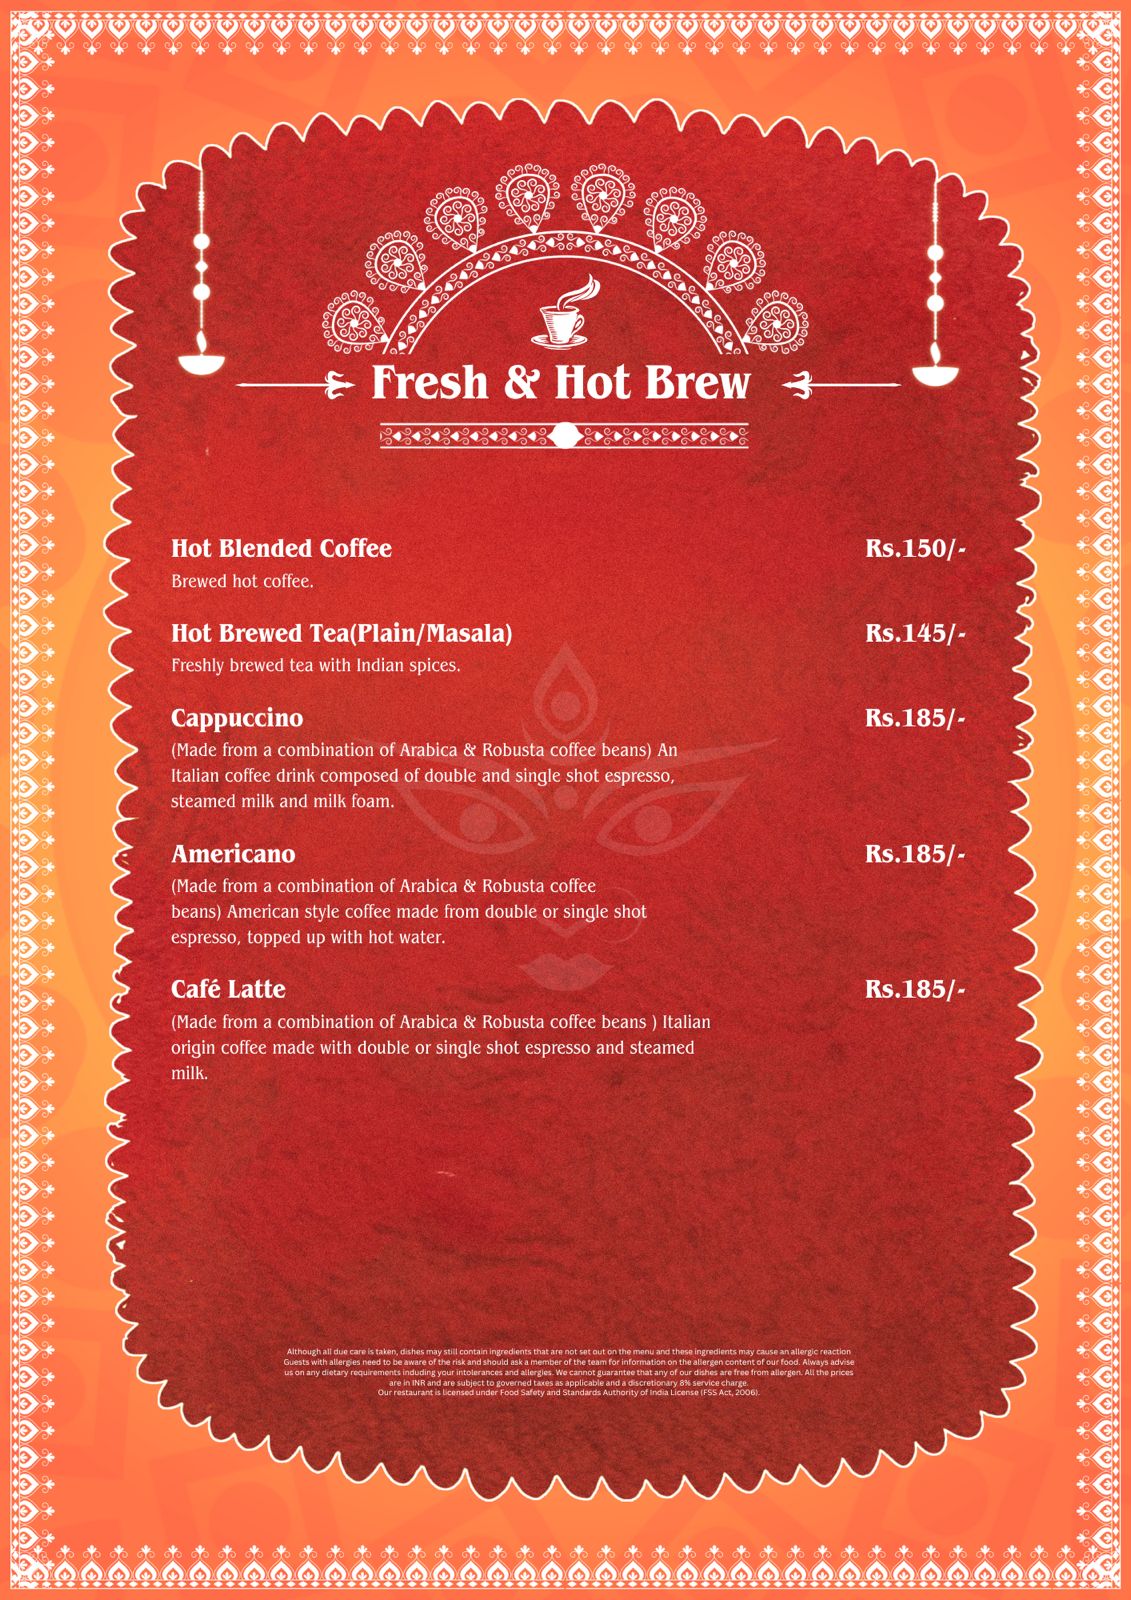 Fresh & Hot Brew
Hot Blended Coffee Rs.150/-
Brewed hot coffee.
Hot Brewed Tea(Plain/Masala) Rs.145/-
Freshly brewed tea with Indian spices.
Cappuccino Rs.185/-
(Made from a combination of Arabica & Robusta coffee beans) An
Italian coffee drink composed of double and single shot espresso,
steamed milk and milk foam.
Americano Rs.185/-
(Made from a combination of Arabica & Robusta coffee
beans) American style coffee made from double or single shot
espresso, topped up with hot water.
Café Latte Rs.185/-
(Made from a combination of Arabica & Robusta coffee beans ) Italian
origin coffee made with double or single shot espresso and steamed
milk.
Although all due care is taken, dishes may still contain ingredients that are not set out on the menu and these ingredients may cause an allergic reaction
Guests with allergies need to be aware of the risk and should ask a member of the team for information on the allergen content of our food. Always advise
us on any dietary requirements including your intolerances and allergies. We cannot guarantee that any of our dishes are free from allergen. All the prices
are in INR and are subject to governed taxes as applicable and a discretionary 8% service charge.
Our restaurant is licensed under Food Safety and Standards Authority of India License (FSS Act, 2006).